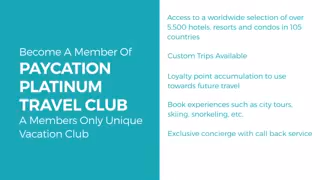 Become A Member Of
PAYCATION
PLATINUM
TRAVEL CLUB
A Members Only Unique
Vacation Club
Access to a worldwide selection of over
5,500 hotels, resorts and condos in 105
countries
Custom Trips Available
Loyalty point accumulation to use
towards future travel
Book experiences such as city tours,
skiing, snorkeling, etc.
Exclusive concierge with call back service